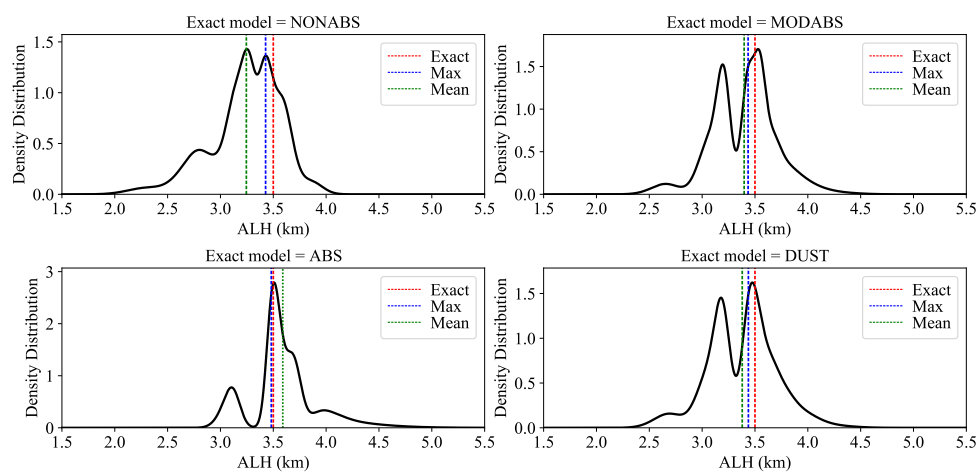 Exact model = NONABS
Density Distribution
1.5
1.0
0.5
0.0
Exact
Max
Mean
1.5 2.0 2.5 3.0 3.5 4.0 4.5 5.0 5.5
ALH (km)
Exact model = MODABS
Density Distribution
1.5
1.0
0.5
0.0
Exact
Max
Mean
1.5 2.0 2.5 3.0 3.5 4.0 4.5 5.0 5.5
ALH (km)
Exact model = ABS
Density Distribution
3
2
1
0
Exact
Max
Mean
1.5 2.0 2.5 3.0 3.5 4.0 4.5 5.0 5.5
ALH (km)
Exact model = DUST
Density Distribution
1.5
1.0
0.5
0.0
Exact
Max
Mean
1.5 2.0 2.5 3.0 3.5 4.0 4.5 5.0 5.5
ALH (km)